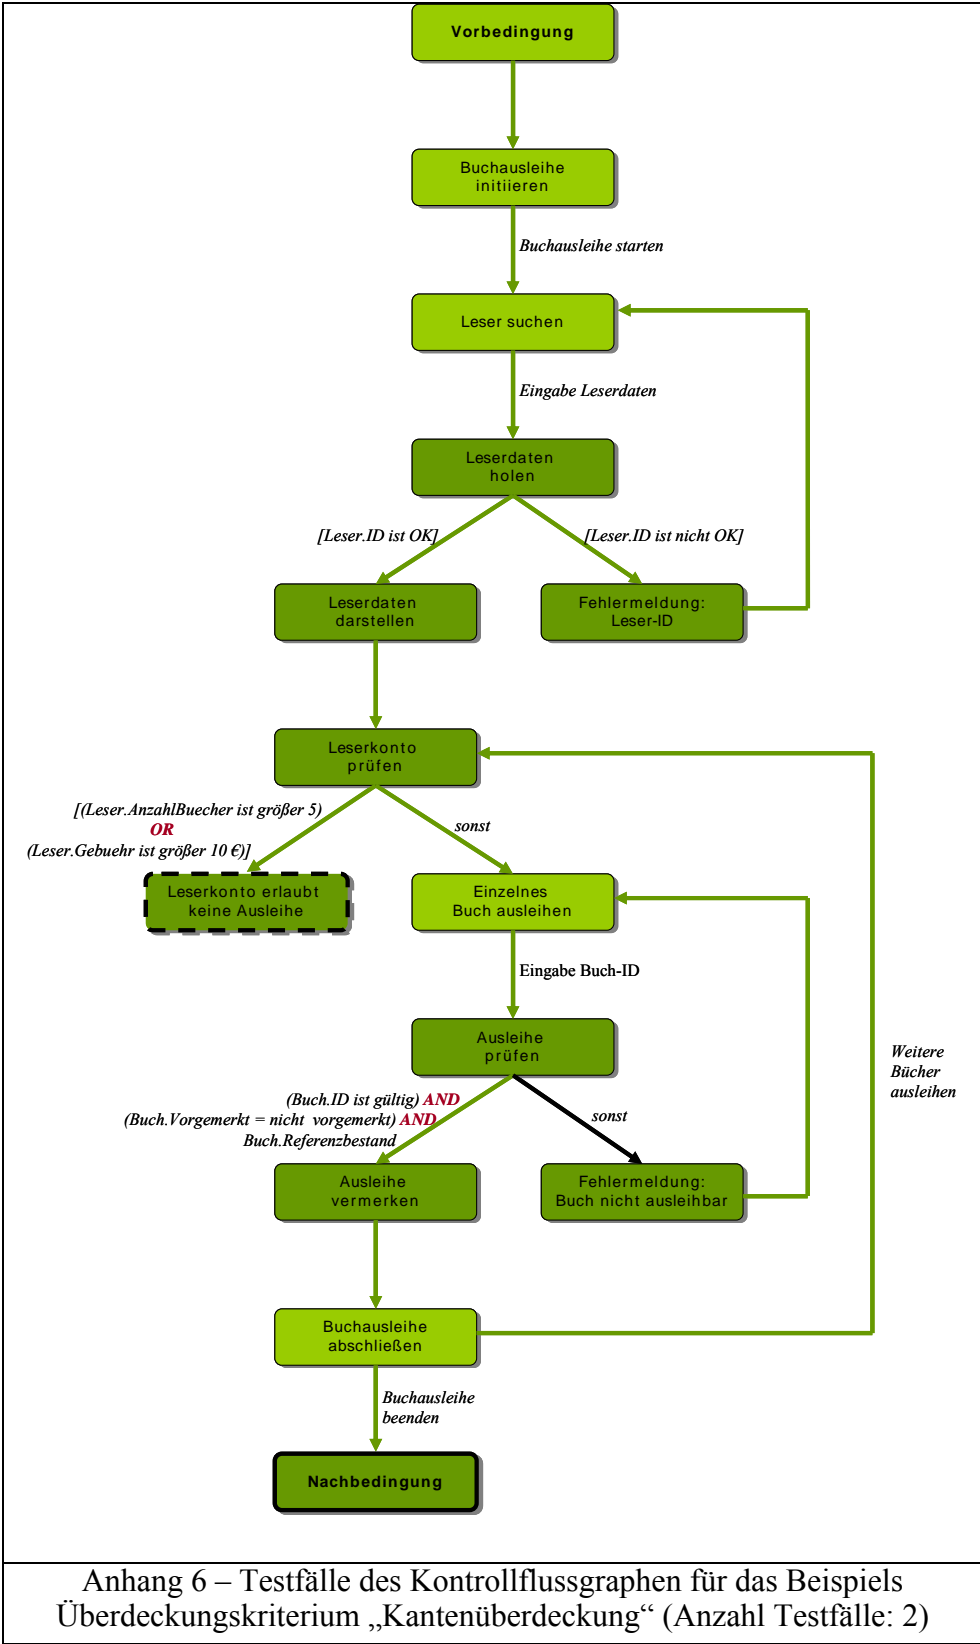 Vorbedingung
Buchausleihe
initiieren
Buchausleihe starten
Leser suchen
Eingabe Leserdaten
Leserdaten
holen
[Leser.ID ist OK]
[Leser.ID ist nicht OK]
Leserdaten
darstellen
Fehlermeldung:
Leser-ID
Leserkonto
prüfen
[(Leser.AnzahlBuecher ist größer 5)
OR
(Leser.Gebuehr ist größer 10 €)]
sonst
Leserkonto erlaubt
keine Ausleihe
Einzelnes
Buch ausleihen
Eingabe Buch-ID
Ausleihe
prüfen
Weitere
Bücher
ausleihen
(Buch.ID ist gültig) AND
(Buch.Vorgemerkt = nicht vorgemerkt) AND
Buch.Referenzbestand
sonst
Ausleihe
vermerken
Fehlermeldung:
Buch nicht ausleihbar
Buchausleihe
abschließen
Buchausleihe
beenden
Nachbedingung
Anhang 6 – Testfälle des Kontrollflussgraphen für das Beispiels
Überdeckungskriterium „Kantenüberdeckung“ (Anzahl Testfälle: 2)